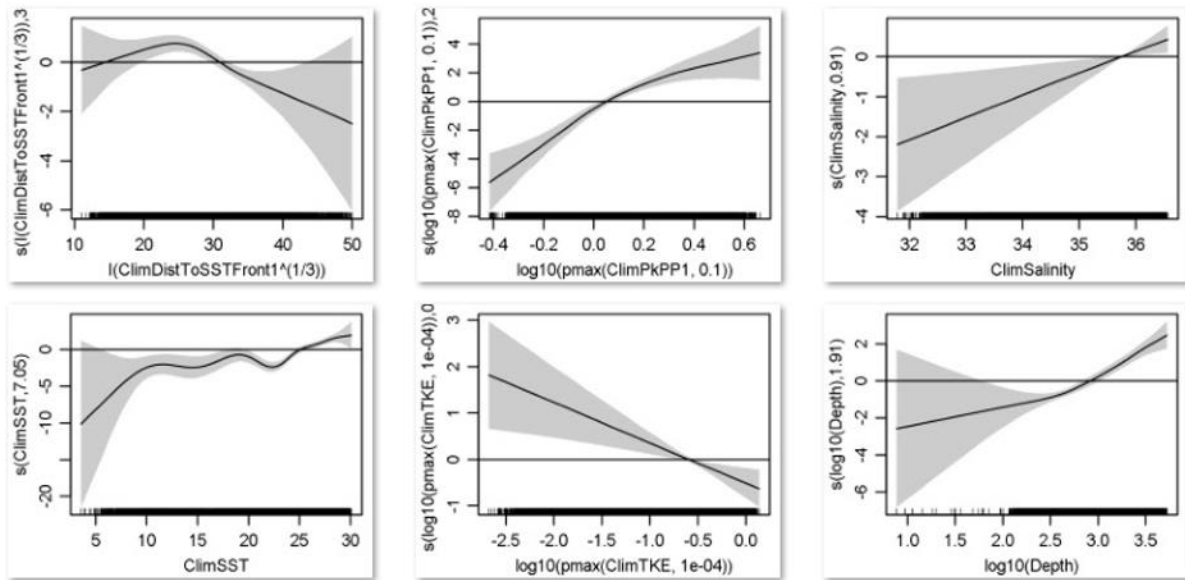 s(I(ClimDistToSSTFront1^(1/3)),3
0
-2
-4
-6
10 20 30 40 50
I(ClimDistToSSTFront1^(1/3))
s(log10(pmax(ClimPkPP1, 0.1)),2
4
2
0
-2
-4
-6
-8
-0.4 -0.2 0.0 0.2 0.4 0.6
log10(pmax(ClimPkPP1, 0.1))
s(ClimSalinity,0.91)
1
0
-1
-2
-3
-4
32 33 34 35 36
ClimSalinity
s(ClimSST,7.05)
0
-5
-10
-20
5 10 15 20 25 30
ClimSST
s(log10(pmax(ClimTKE, 1e-04)),0
3
2
1
0
-1
-2.5 -2.0 -1.5 -1.0 -0.5 0.0
log10(pmax(ClimTKE, 1e-04))
s(log10(Depth),1.91)
2
0
-2
-4
-6
1.0 1.5 2.0 2.5 3.0 3.5
log10(Depth)